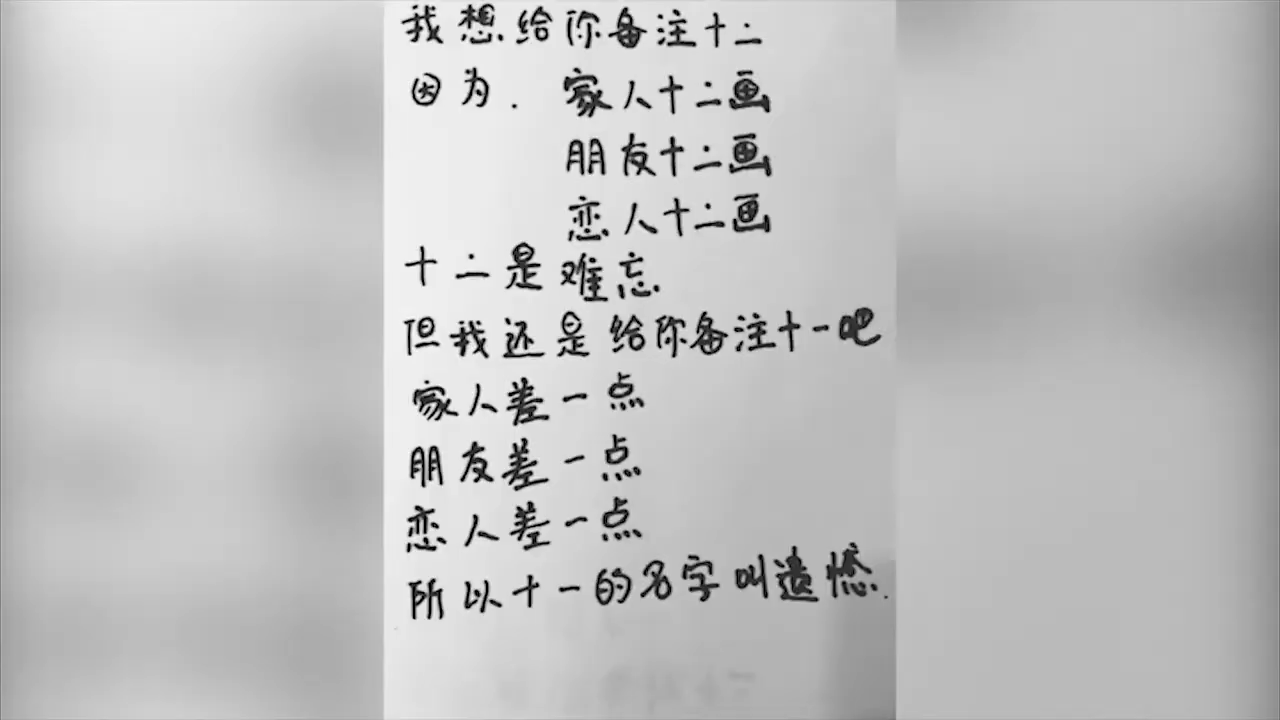 我想给你备注十二
因为. 家人十二画
朋友十二画
恋人十二画
十二是难忘
但我还是给你备注十一吧
家人差一点
朋友差一点
恋人差一点
所以十一的名字叫遗憾.